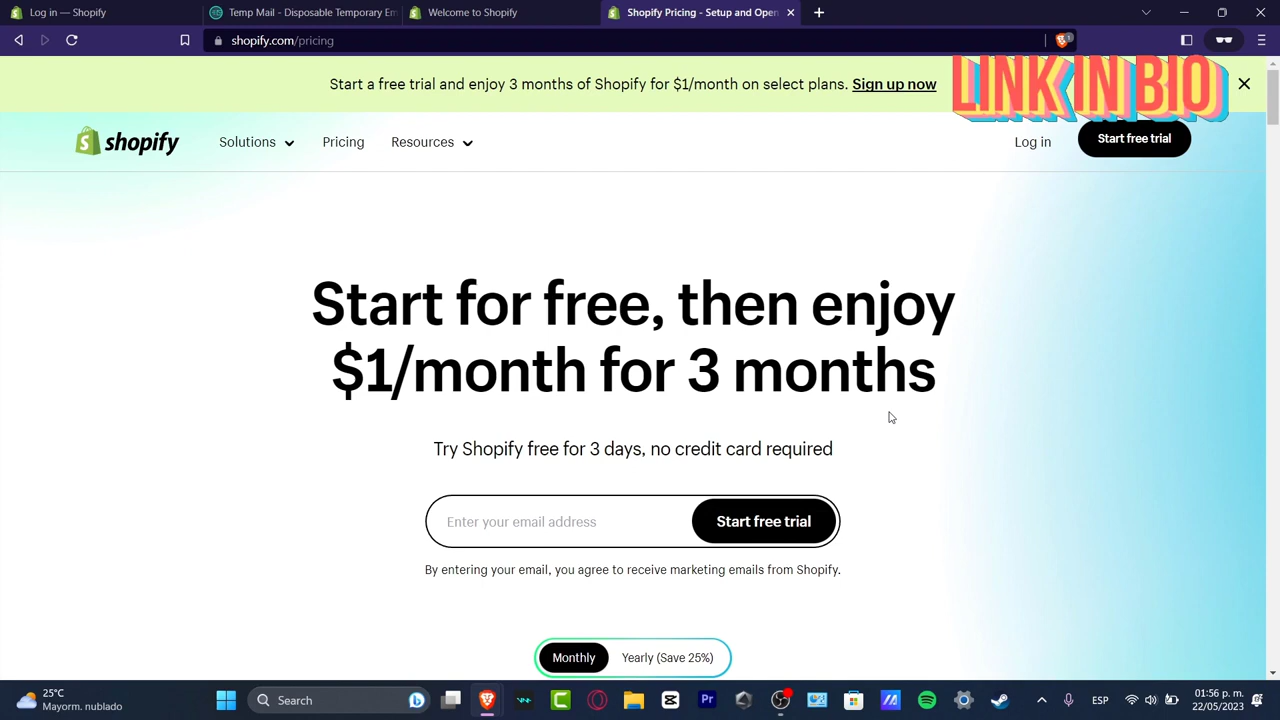 Log in — Shopify
Temp Mail - Disposable Temporary Em
Welcome to Shopify
Shopify Pricing - Setup and Open
shopify.com/pricing
1
Start a free trial and enjoy 3 months of Shopify for $1/month on select plans. Sign up now
LINK IN BIO
shopify
Solutions
Pricing
Resources
Log in
Start free trial
Start for free, then enjoy
$1/month for 3 months
Try Shopify free for 3 days, no credit card required
Enter your email address
Start free trial
By entering your email, you agree to receive marketing emails from Shopify.
Monthly
Yearly (Save 25%)
25°C
Mayorm. nublado
Search
Pr
ESP
01:56 p. m.
22/05/2023